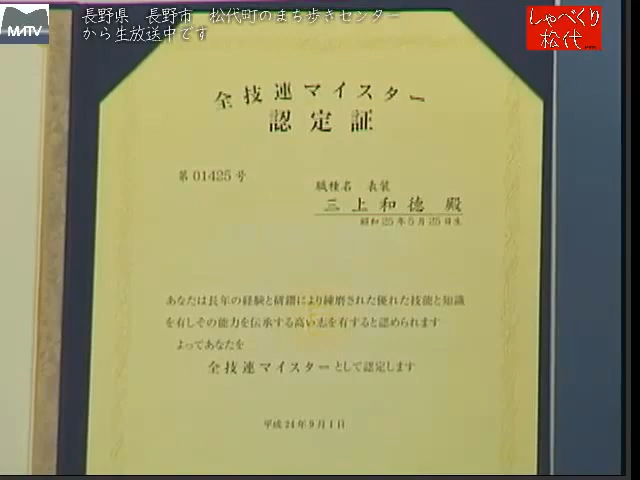 MATV
長野県 長野市 松代町のまち歩きセンター
から生放送中です
しゃべくり
松代
全技連マイスター
認定証
第01425号
職種名 表装
三上和德 殿
昭和25年5月25日生
あなたは長年の経験と研鑽により練磨された優れた技能と知識
を有しその能力を伝承する高い志を有すると認められます
よってあなたを
全技連マイスターとして認定します
平成24年9月1日